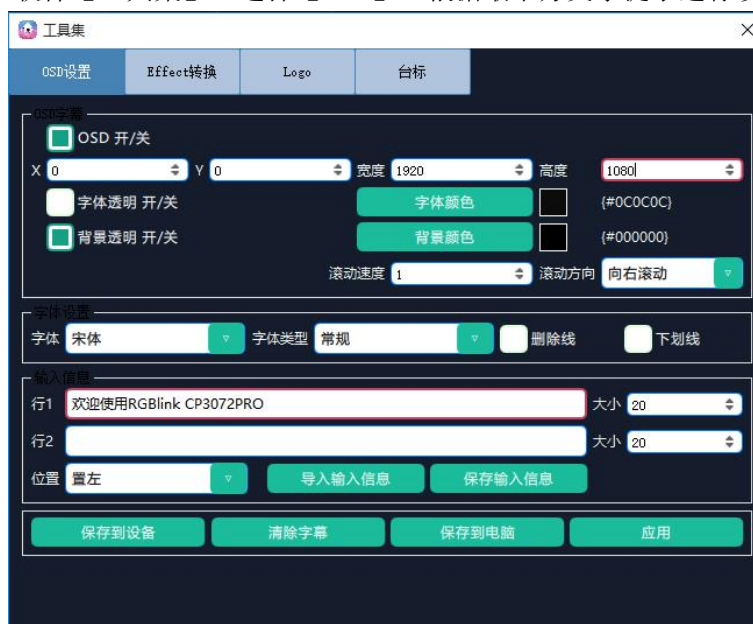 工具集
OSD设置 Effect转换 Logo 台标
OSD字幕
OSD 开/关
X 0 Y 0 宽度 1920 高度 1080
字体透明 开/关 字体颜色 {#0C0C0C}
背景透明 开/关 背景颜色 {#000000}
滚动速度 1 滚动方向 向右滚动
字体设置
字体 宋体 字体类型 常规 删除线 下划线
输入信息
行1 欢迎使用RGBlink CP3072PRO 大小 20
行2 大小 20
位置 置左 导入输入信息 保存输入信息
保存到设备 清除字幕 保存到电脑 应用